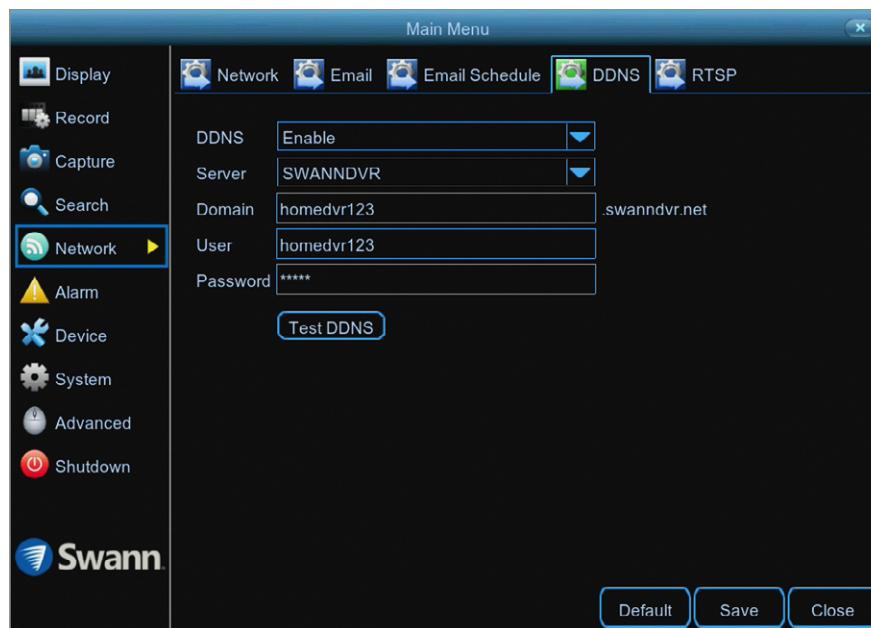 Main Menu
Display
Record
Capture
Search
Network
Alarm
Device
System
Advanced
Shutdown
Swann.
Network Email Email Schedule DDNS RTSP
DDNS Enable
Server SWANNDVR
Domain homedvr123 .swanndvr.net
User homedvr123
Password *****
Test DDNS
Default Save Close